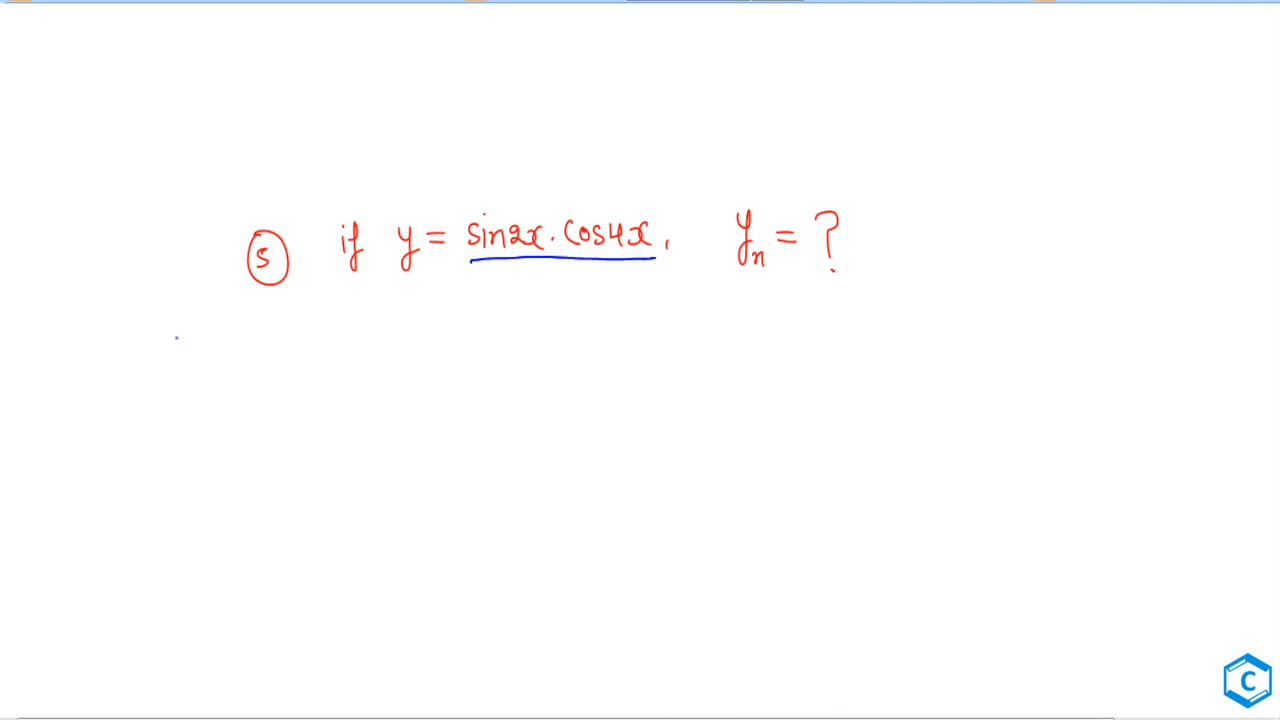 ⑤ if y = sin2x . cos4x , yₙ = ?
C